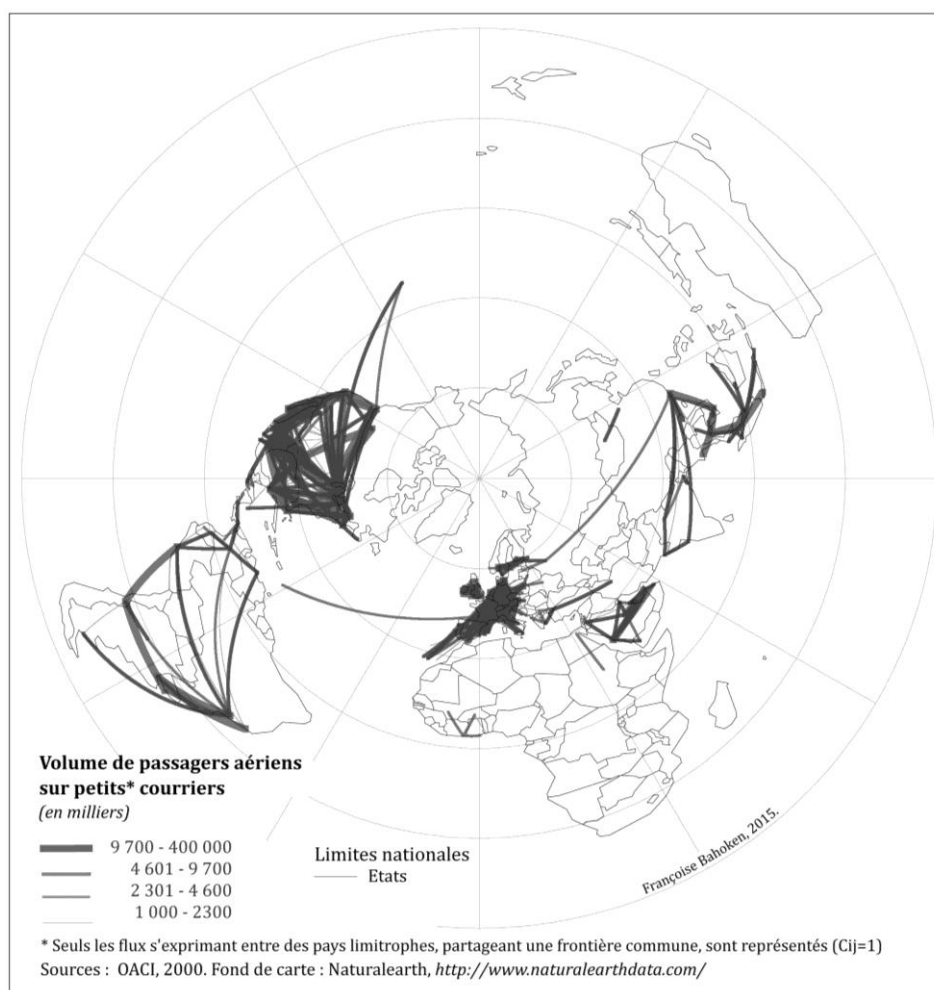 Volume de passagers aériens
sur petits* courriers
(en milliers)
9 700 - 400 000
4 601 - 9 700
2 301 - 4 600
1 000 - 2300
Limites nationales
Etats
Françoise Bahoken, 2015.
* Seuls les flux s'exprimant entre des pays limitrophes, partageant une frontière commune, sont représentés (Cij=1)
Sources : OACI, 2000. Fond de carte : Naturalearth, http://www.naturalearthdata.com/